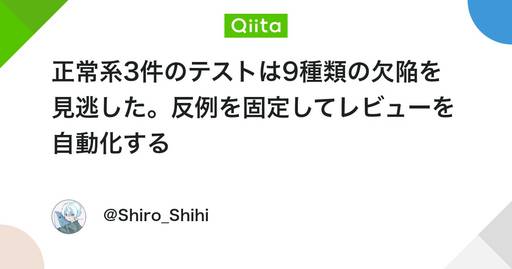 Qiita
正常系3件のテストは9種類の欠陥を
見逃した。反例を固定してレビューを
自動化する
@Shiro_Shihi